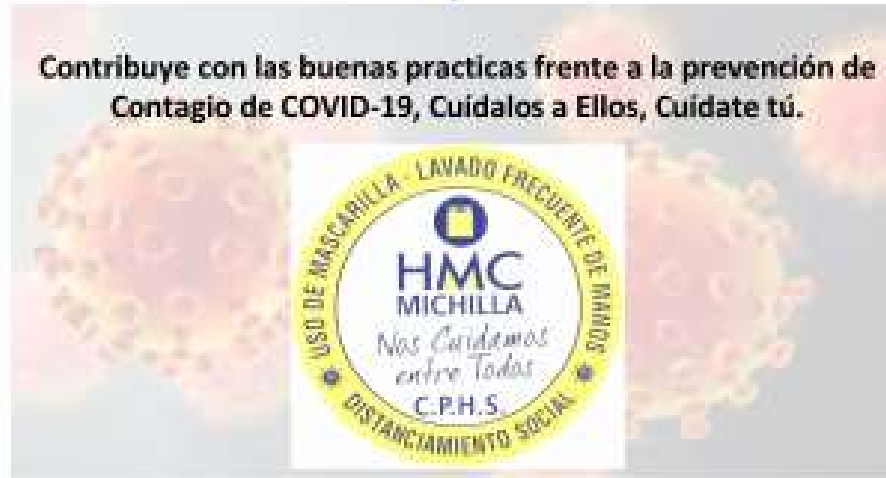 Contribuye con las buenas practicas frente a la prevención de
Contagio de COVID-19, Cuídalos a Ellos, Cuídate tú.
USO DE MASCARILLA - LAVADO FRECUENTE DE MANOS
HMC
MICHILLA
Nos Cuidamos
entre Todos
C.P.H.S.
DISTANCIAMIENTO SOCIAL